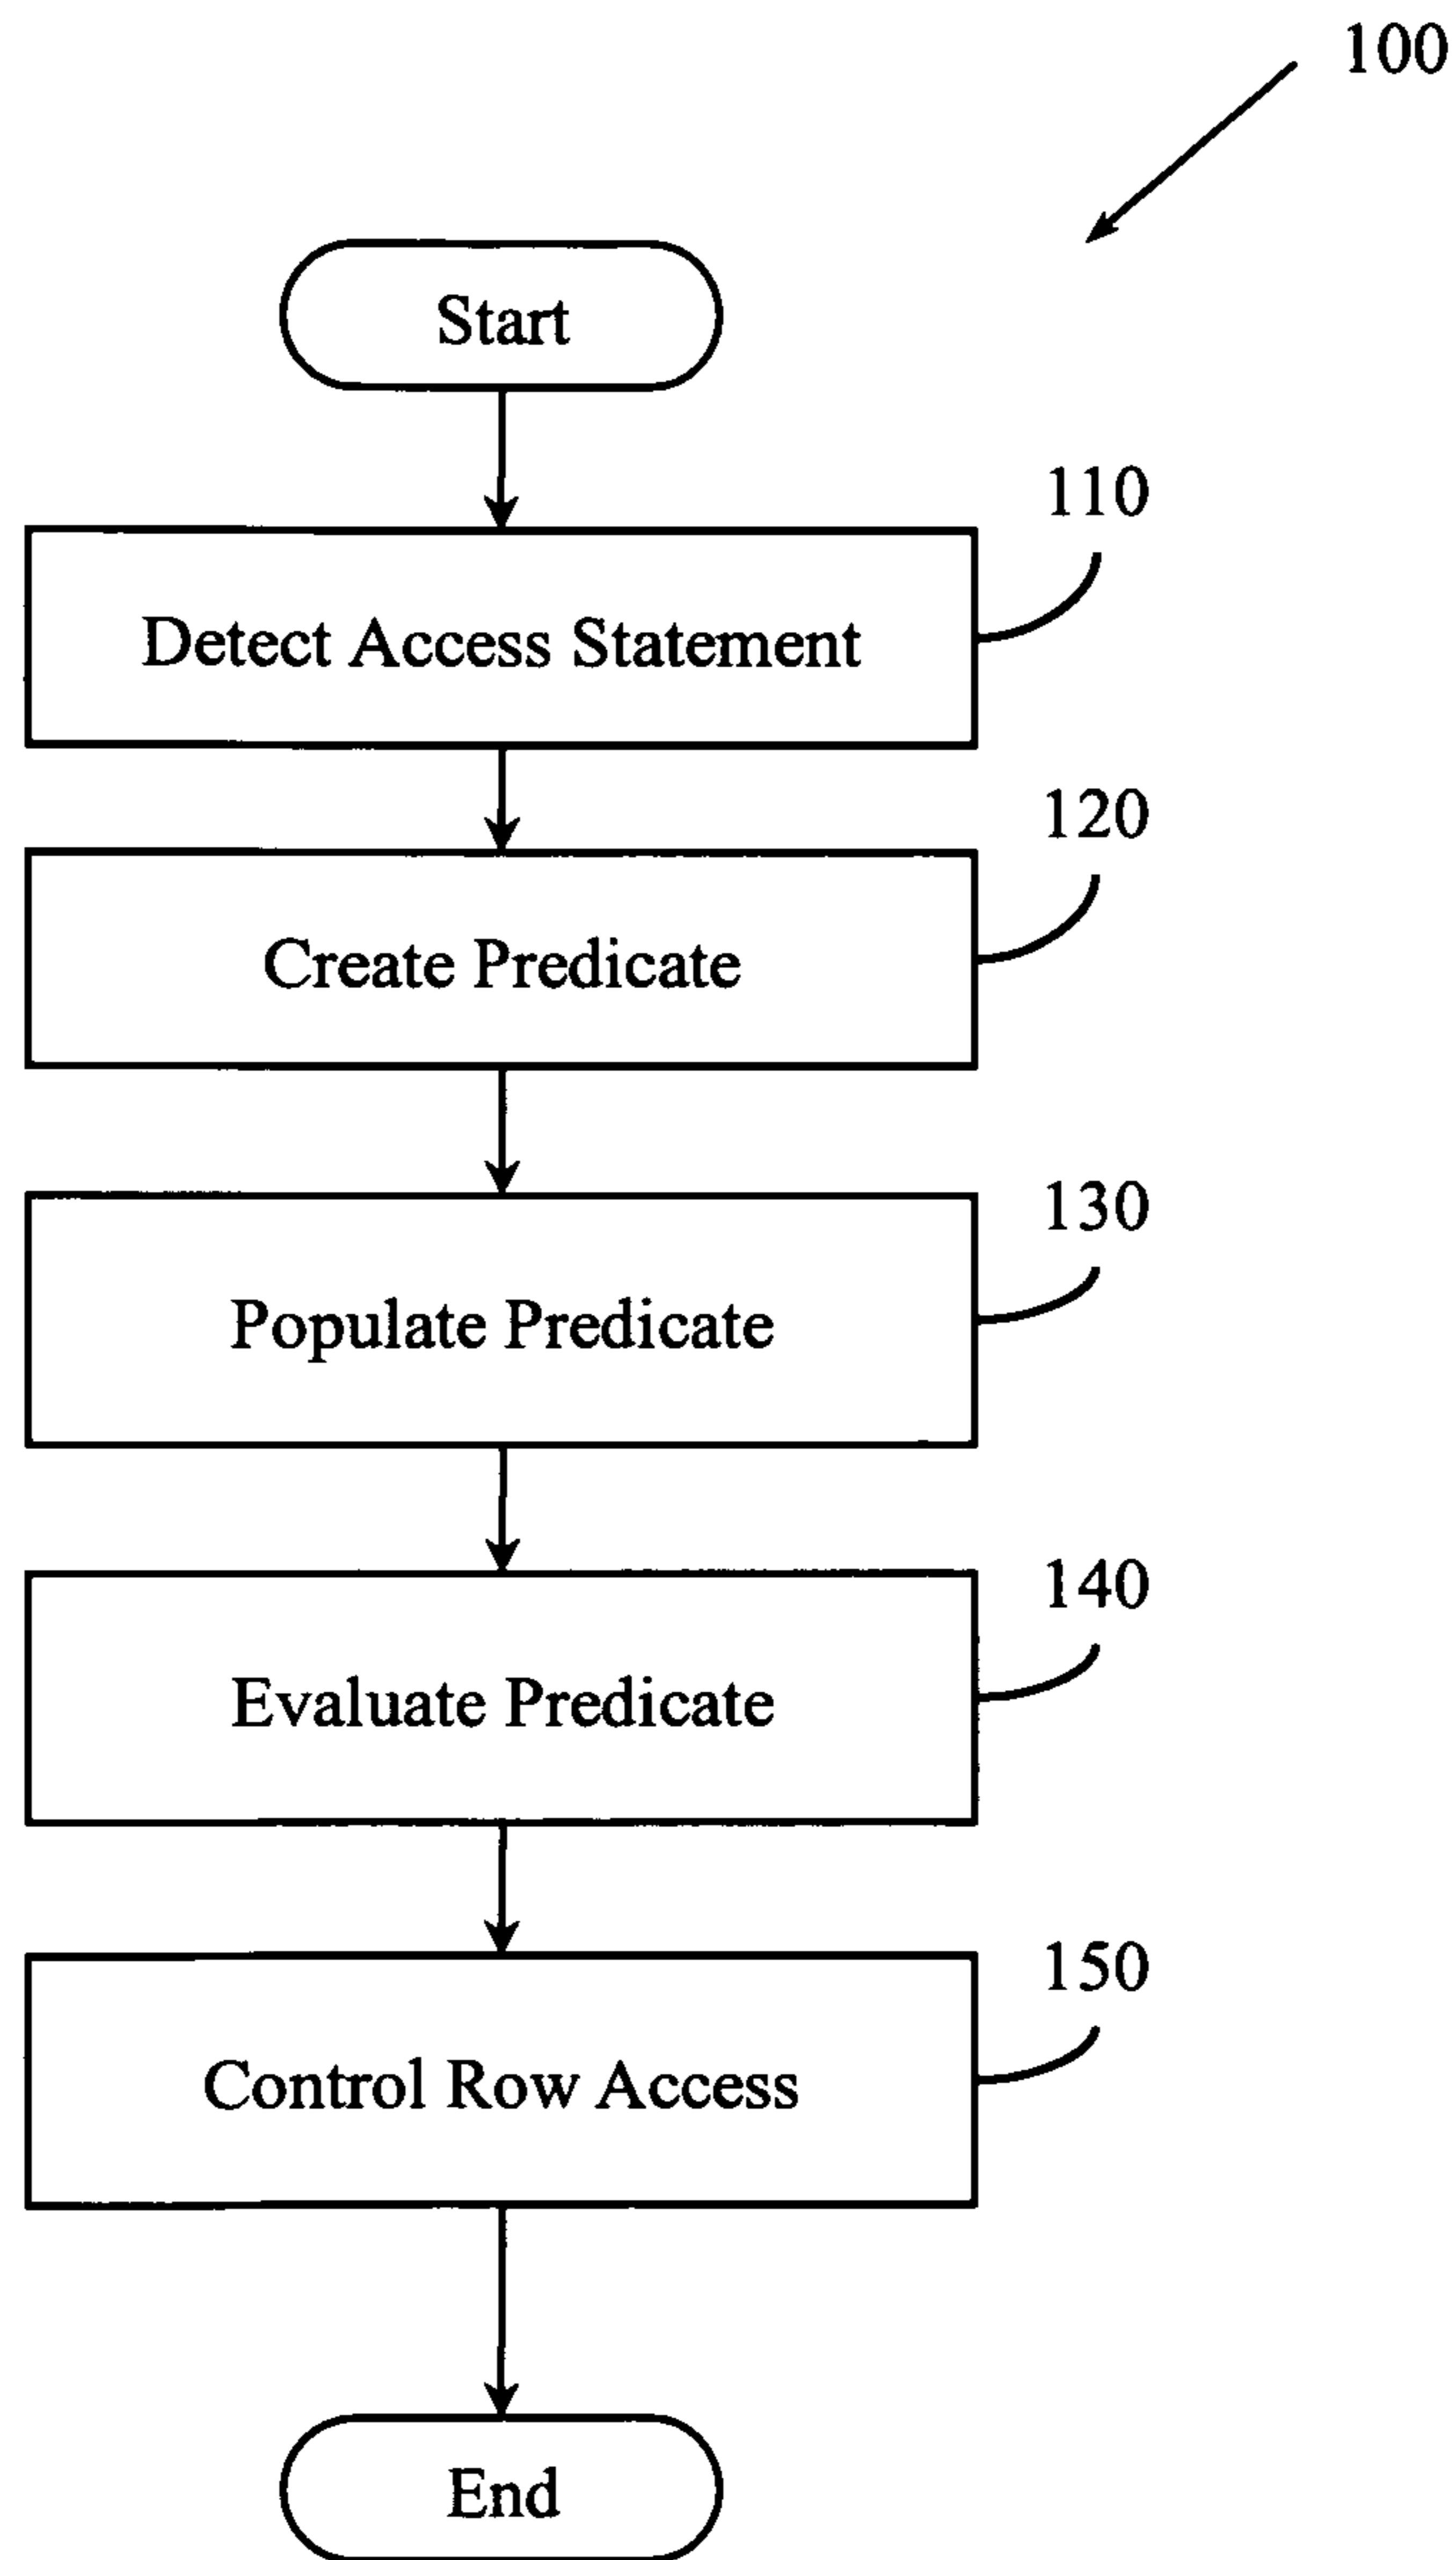 100
Start
110
Detect Access Statement
120
Create Predicate
130
Populate Predicate
140
Evaluate Predicate
150
Control Row Access
End